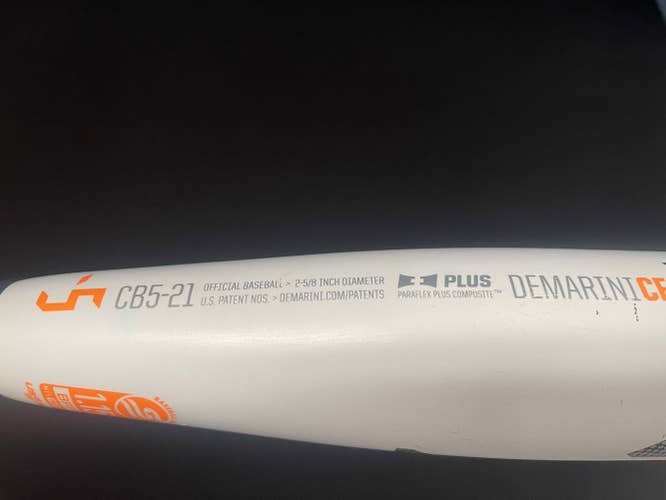 CB5-21
OFFICIAL BASEBALL > 2-5/8 INCH DIAMETER
U.S. PATENT NOS. > DEMARINI.COM/PATENTS
PLUS
PARAFLEX PLUS COMPOSITE™
DEMARINI